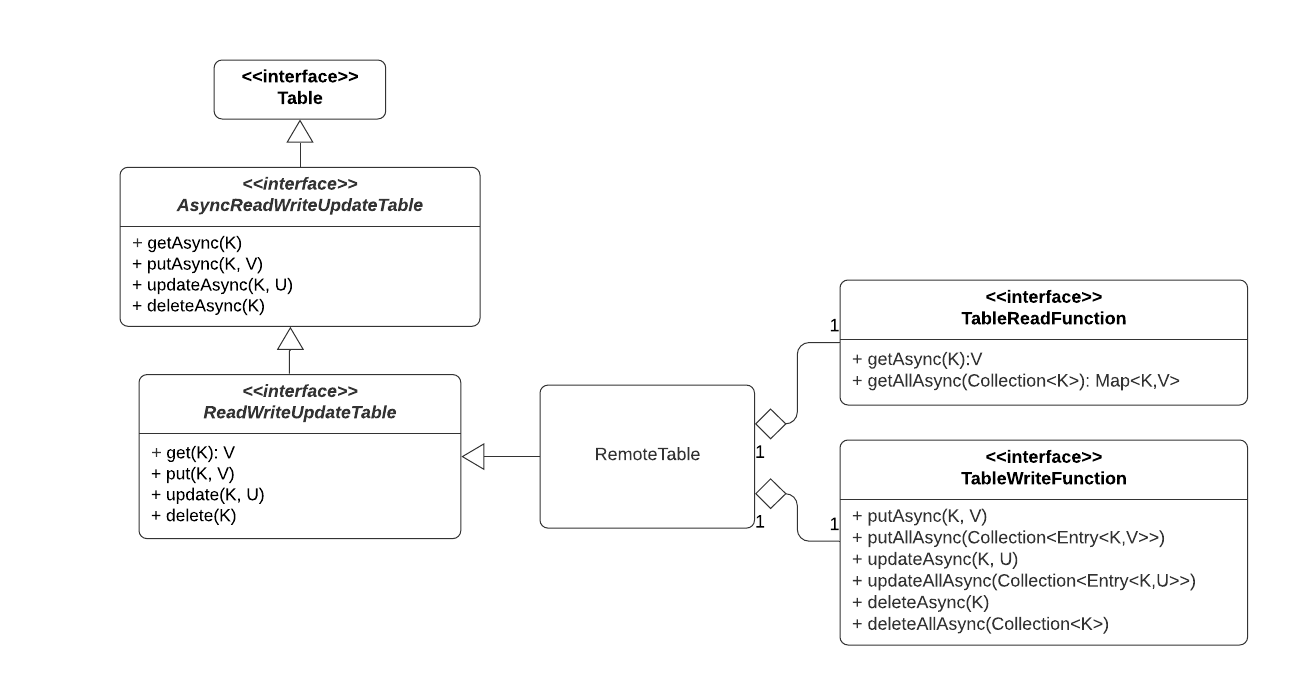 <<interface>>
Table
<<interface>>
AsyncReadWriteUpdateTable
+ getAsync(K)
+ putAsync(K, V)
+ updateAsync(K, U)
+ deleteAsync(K)
<<interface>>
ReadWriteUpdateTable
+ get(K): V
+ put(K, V)
+ update(K, U)
+ delete(K)
RemoteTable
1
1
1
<<interface>>
TableReadFunction
+ getAsync(K):V
+ getAllAsync(Collection<K>): Map<K,V>
1
<<interface>>
TableWriteFunction
+ putAsync(K, V)
+ putAllAsync(Collection<Entry<K,V>>)
+ updateAsync(K, U)
+ updateAllAsync(Collection<Entry<K,U>>)
+ deleteAsync(K)
+ deleteAllAsync(Collection<K>)